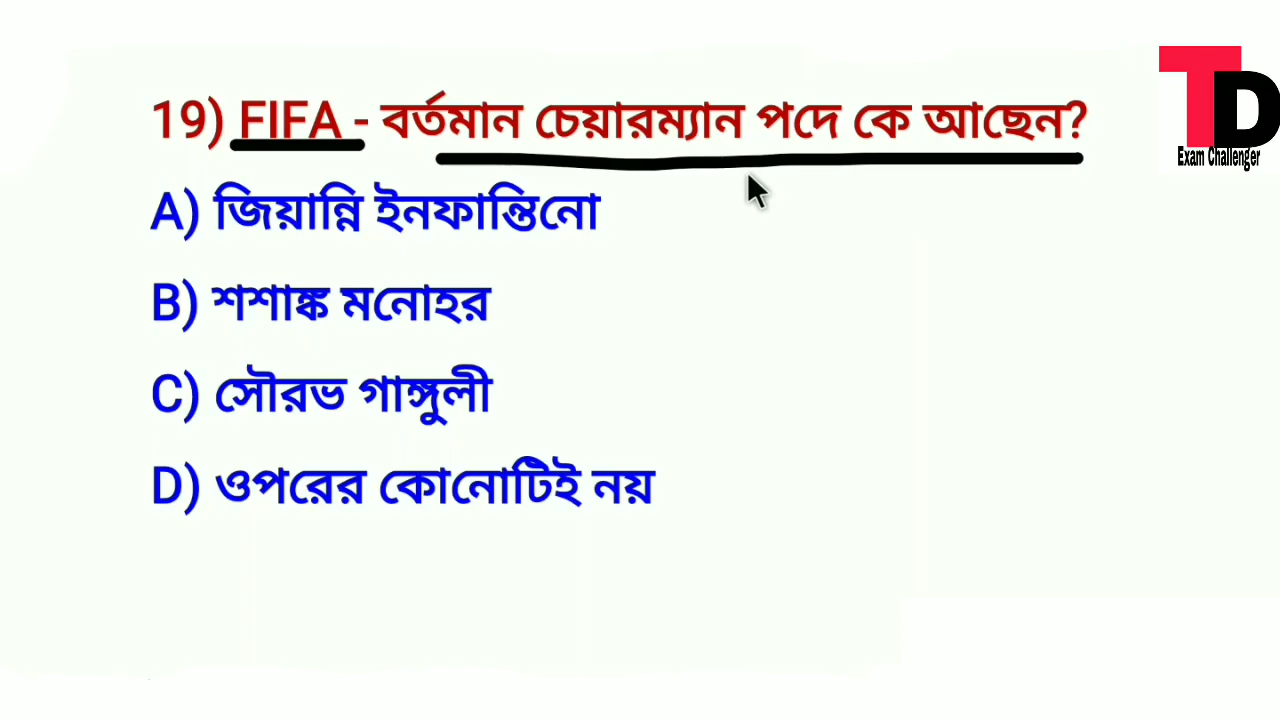 19) FIFA - বর্তমান চেয়ারম্যান পদে কে আছেন?
A) জিয়ান্নি ইনফান্তিনো
B) শশাঙ্ক মনোহর
C) সৌরভ গাঙ্গুলী
D) ওপরের কোনোটিই নয়
TD
Exam Challenger